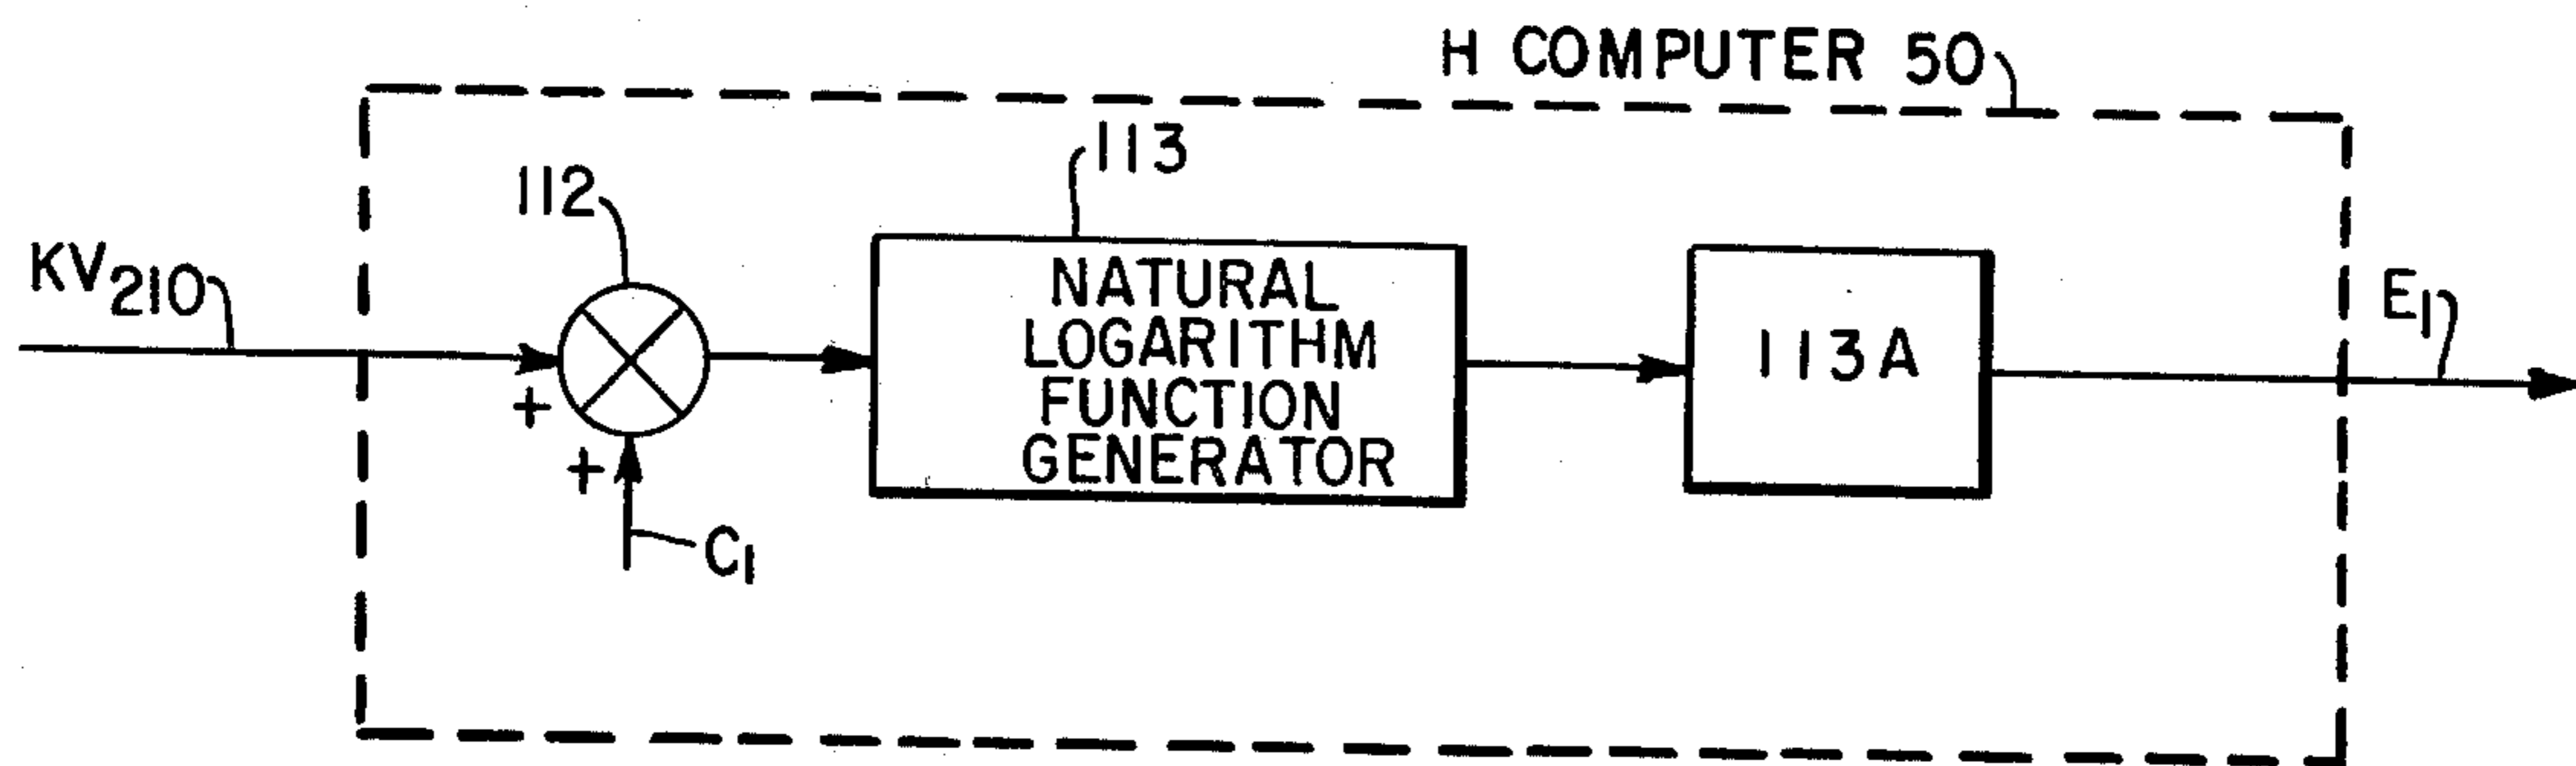 H COMPUTER 50
113
112
KV210
NATURAL
LOGARITHM
FUNCTION
GENERATOR
113A
E1
+
+
C1